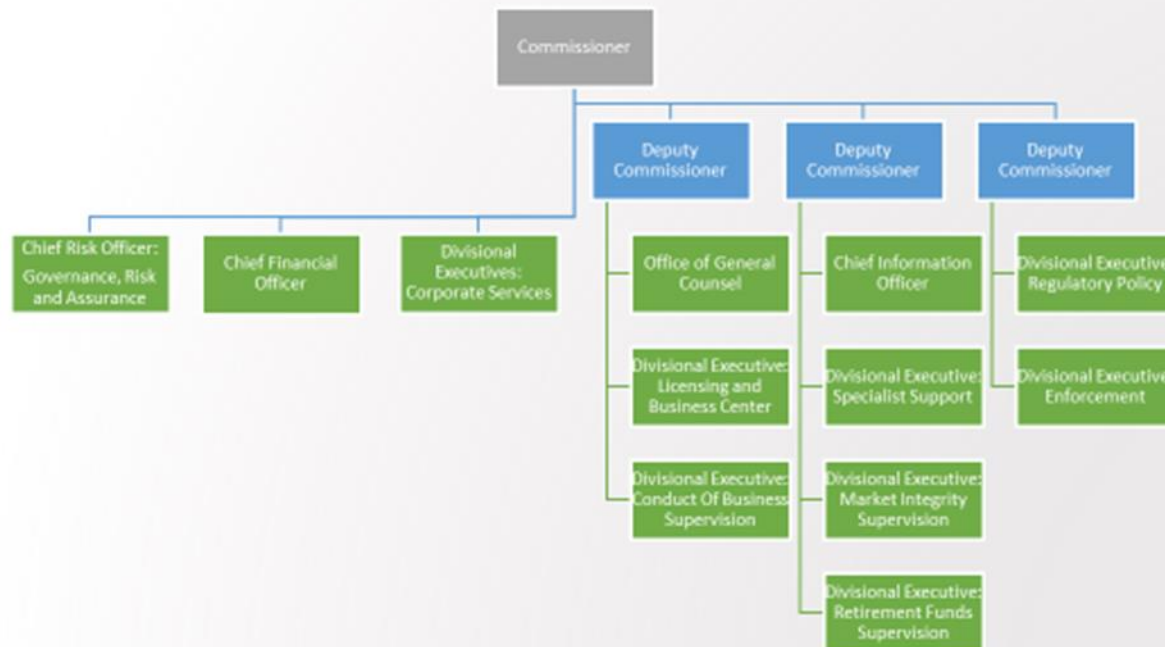 Commissioner
Deputy
Commissioner
Deputy
Commissioner
Deputy
Commissioner
Chief Risk Officer:
Governance, Risk
and Assurance
Chief Financial
Officer
Divisional
Executives:
Corporate Services
Office of General
Counsel
Divisional Executive:
Licensing and
Business Center
Divisional Executive:
Conduct Of Business
Supervision
Chief Information
Officer
Divisional Executive:
Specialist Support
Divisional Executive:
Market Integrity
Supervision
Divisional Executive:
Retirement Funds
Supervision
Divisional Executive
Regulatory Policy
Divisional Executive
Enforcement